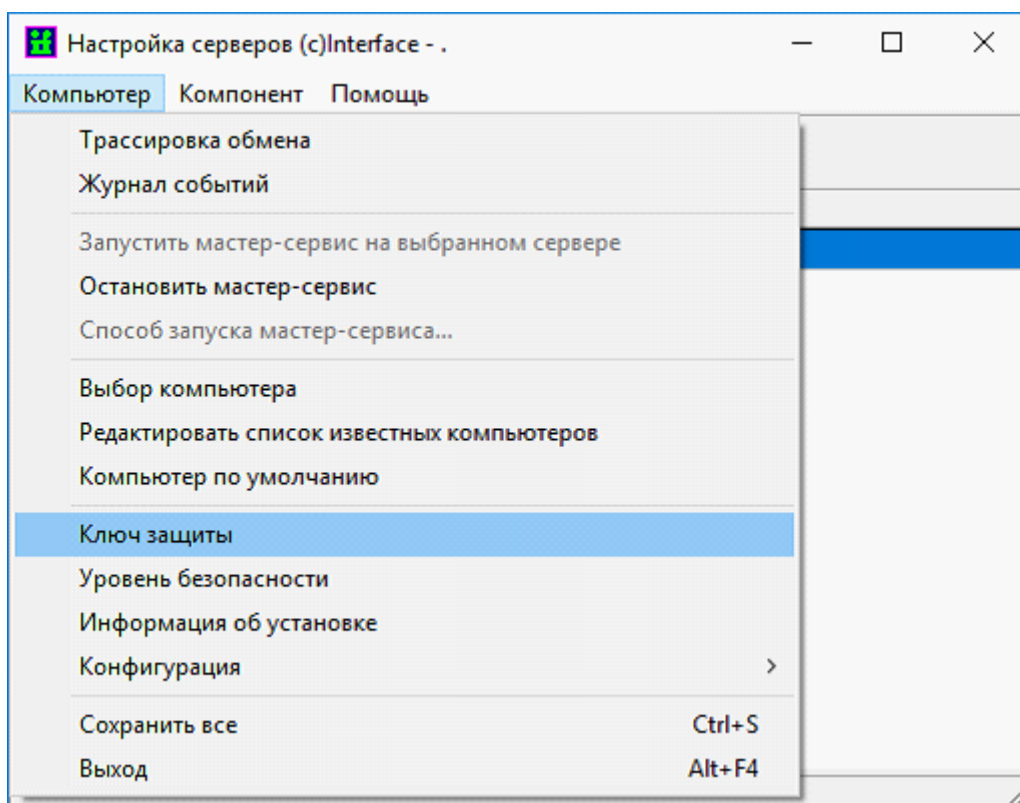 Настройка серверов (c)Interface - .
Компьютер Компонент Помощь
Трассировка обмена
Журнал событий
Запустить мастер-сервис на выбранном сервере
Остановить мастер-сервис
Способ запуска мастер-сервиса...
Выбор компьютера
Редактировать список известных компьютеров
Компьютер по умолчанию
Ключ защиты
Уровень безопасности
Информация об установке
Конфигурация
Сохранить все Ctrl+S
Выход Alt+F4